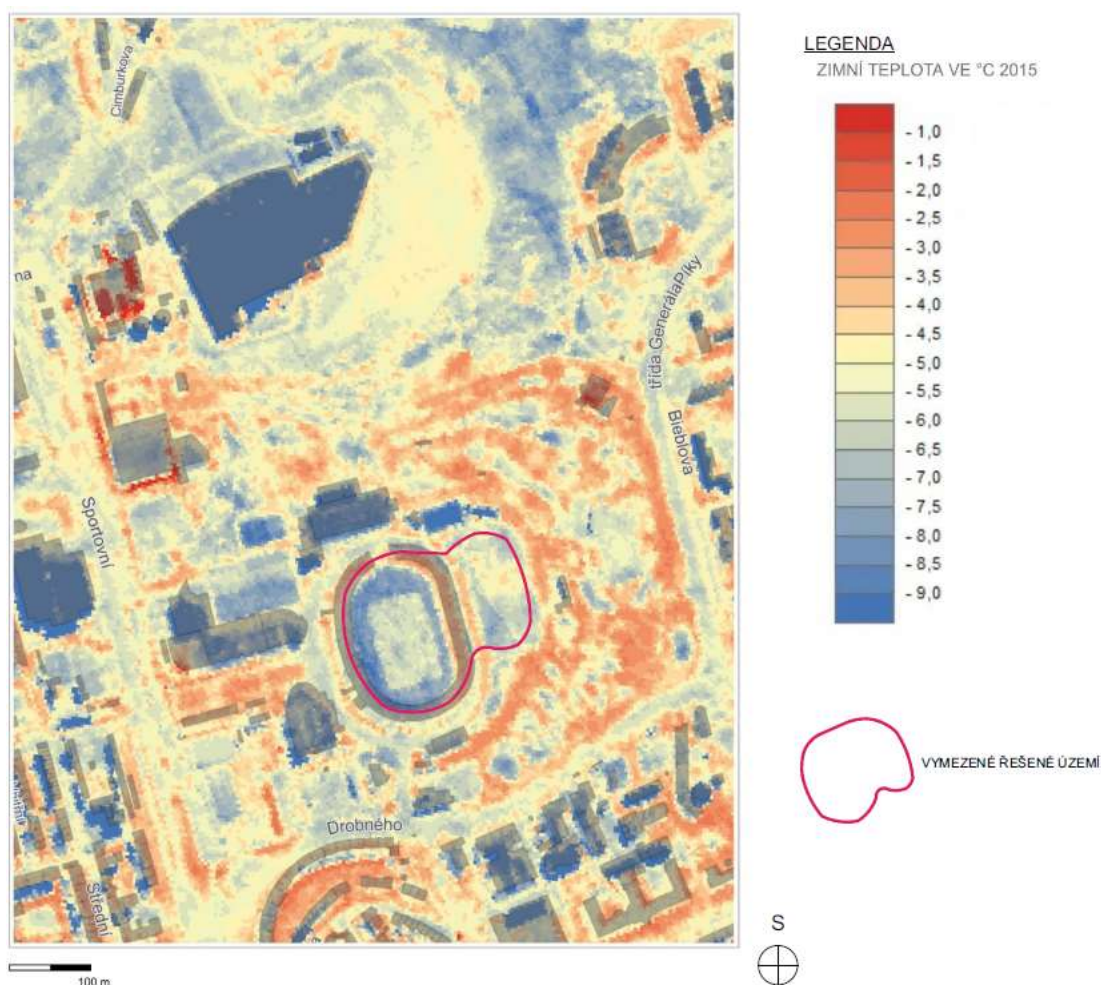 LEGENDA
ZIMNÍ TEPLOTA VE °C 2015
- 1,0
- 1,5
- 2,0
- 2,5
- 3,0
- 3,5
- 4,0
- 4,5
- 5,0
- 5,5
- 6,0
- 6,5
- 7,0
- 7,5
- 8,0
- 8,5
- 9,0
VYMEZENÉ ŘEŠENÉ ÚZEMÍ
Cimburkova
na
třída GenerálaPíky
Bieblova
Sportovní
Drobného
Střední
S
100 m